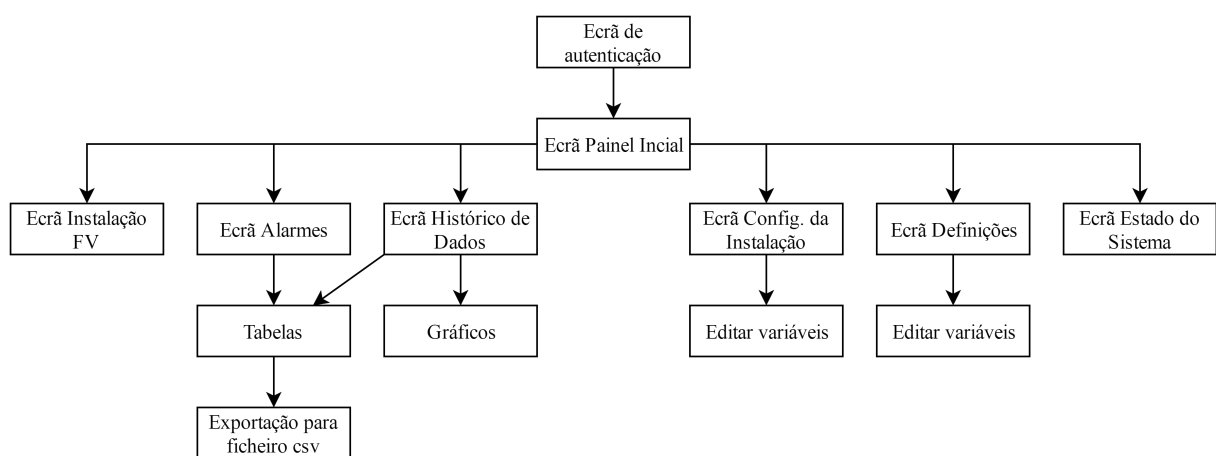 Ecrã de
autenticação
Ecrã Painel Incial
Ecrã Instalação
FV
Ecrã Alarmes
Ecrã Histórico de
Dados
Ecrã Config. da
Instalação
Ecrã Definições
Ecrã Estado do
Sistema
Tabelas
Gráficos
Editar variáveis
Editar variáveis
Exportação para
ficheiro csv